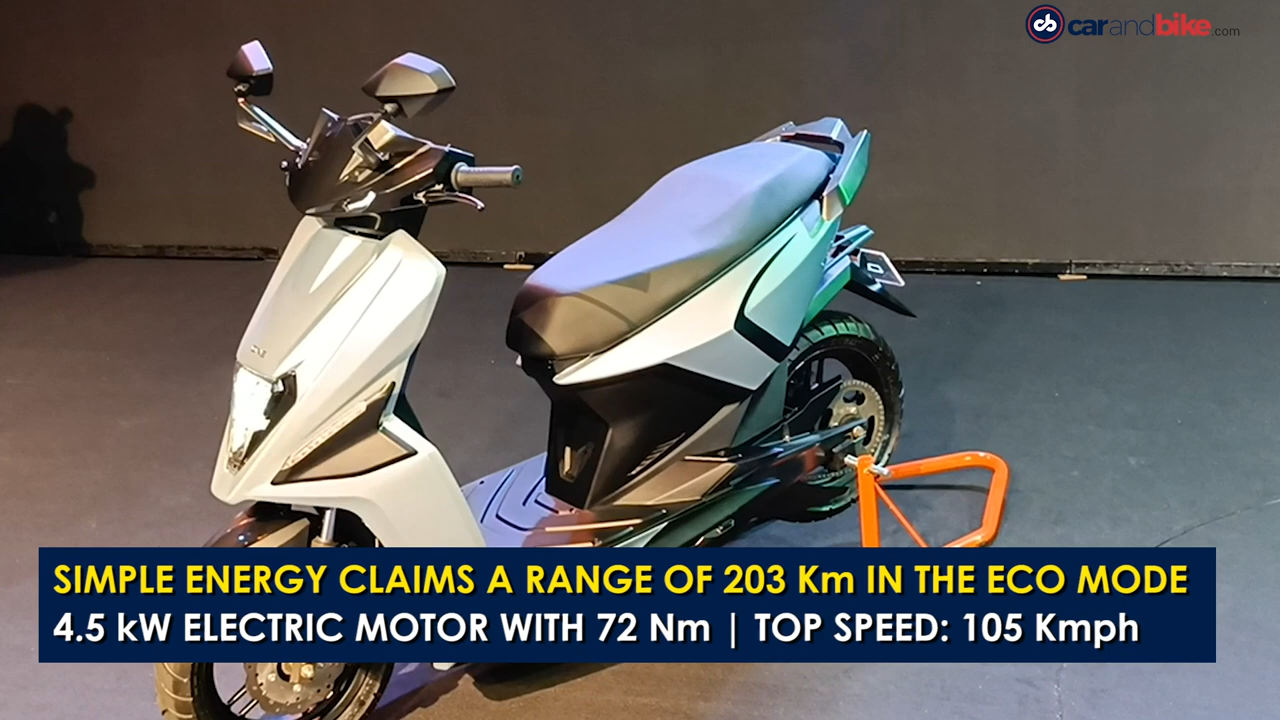 carandbike.com
SIMPLE ENERGY CLAIMS A RANGE OF 203 Km IN THE ECO MODE
4.5 kW ELECTRIC MOTOR WITH 72 Nm | TOP SPEED: 105 Kmph